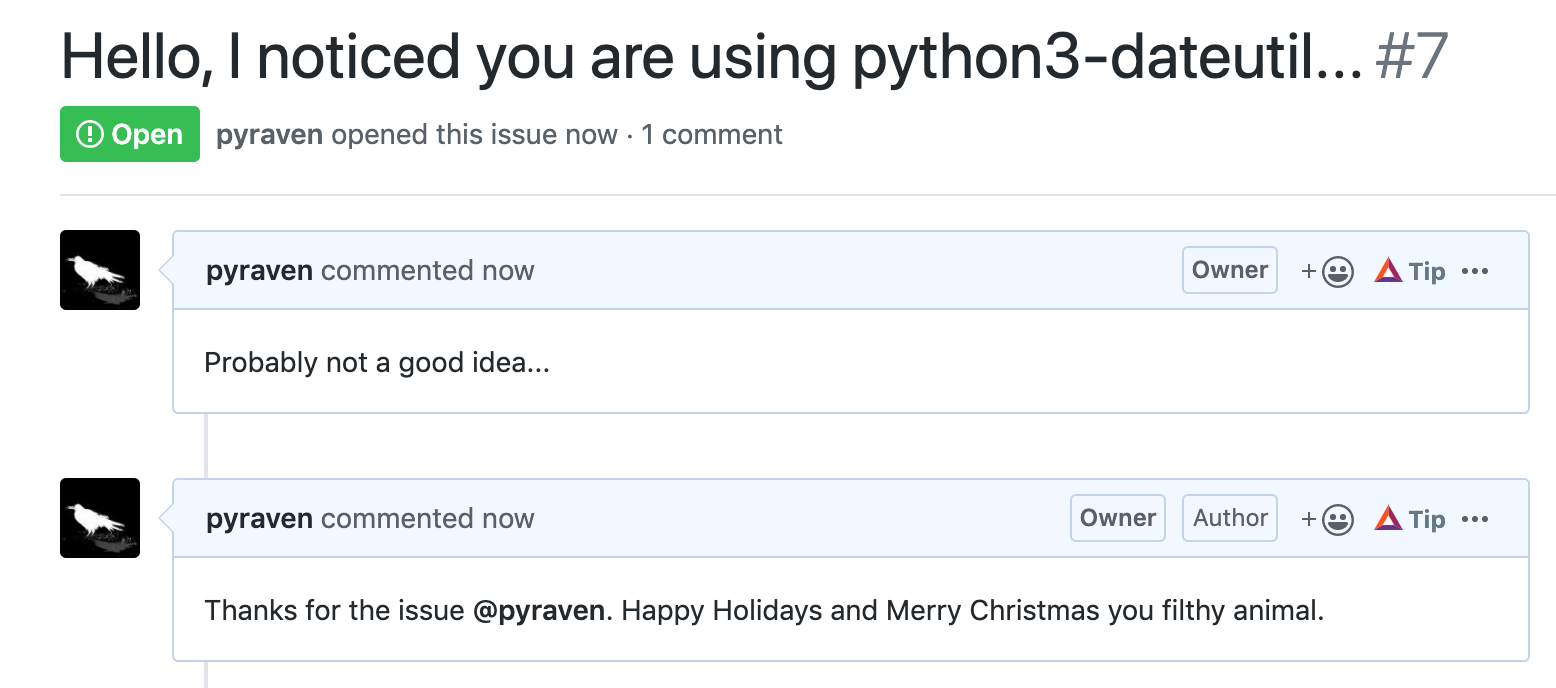 Hello, I noticed you are using python3-dateutil... #7
Open pyraven opened this issue now · 1 comment
pyraven commented now Owner + Tip ...
Probably not a good idea...
pyraven commented now Owner Author + Tip ...
Thanks for the issue @pyraven. Happy Holidays and Merry Christmas you filthy animal.